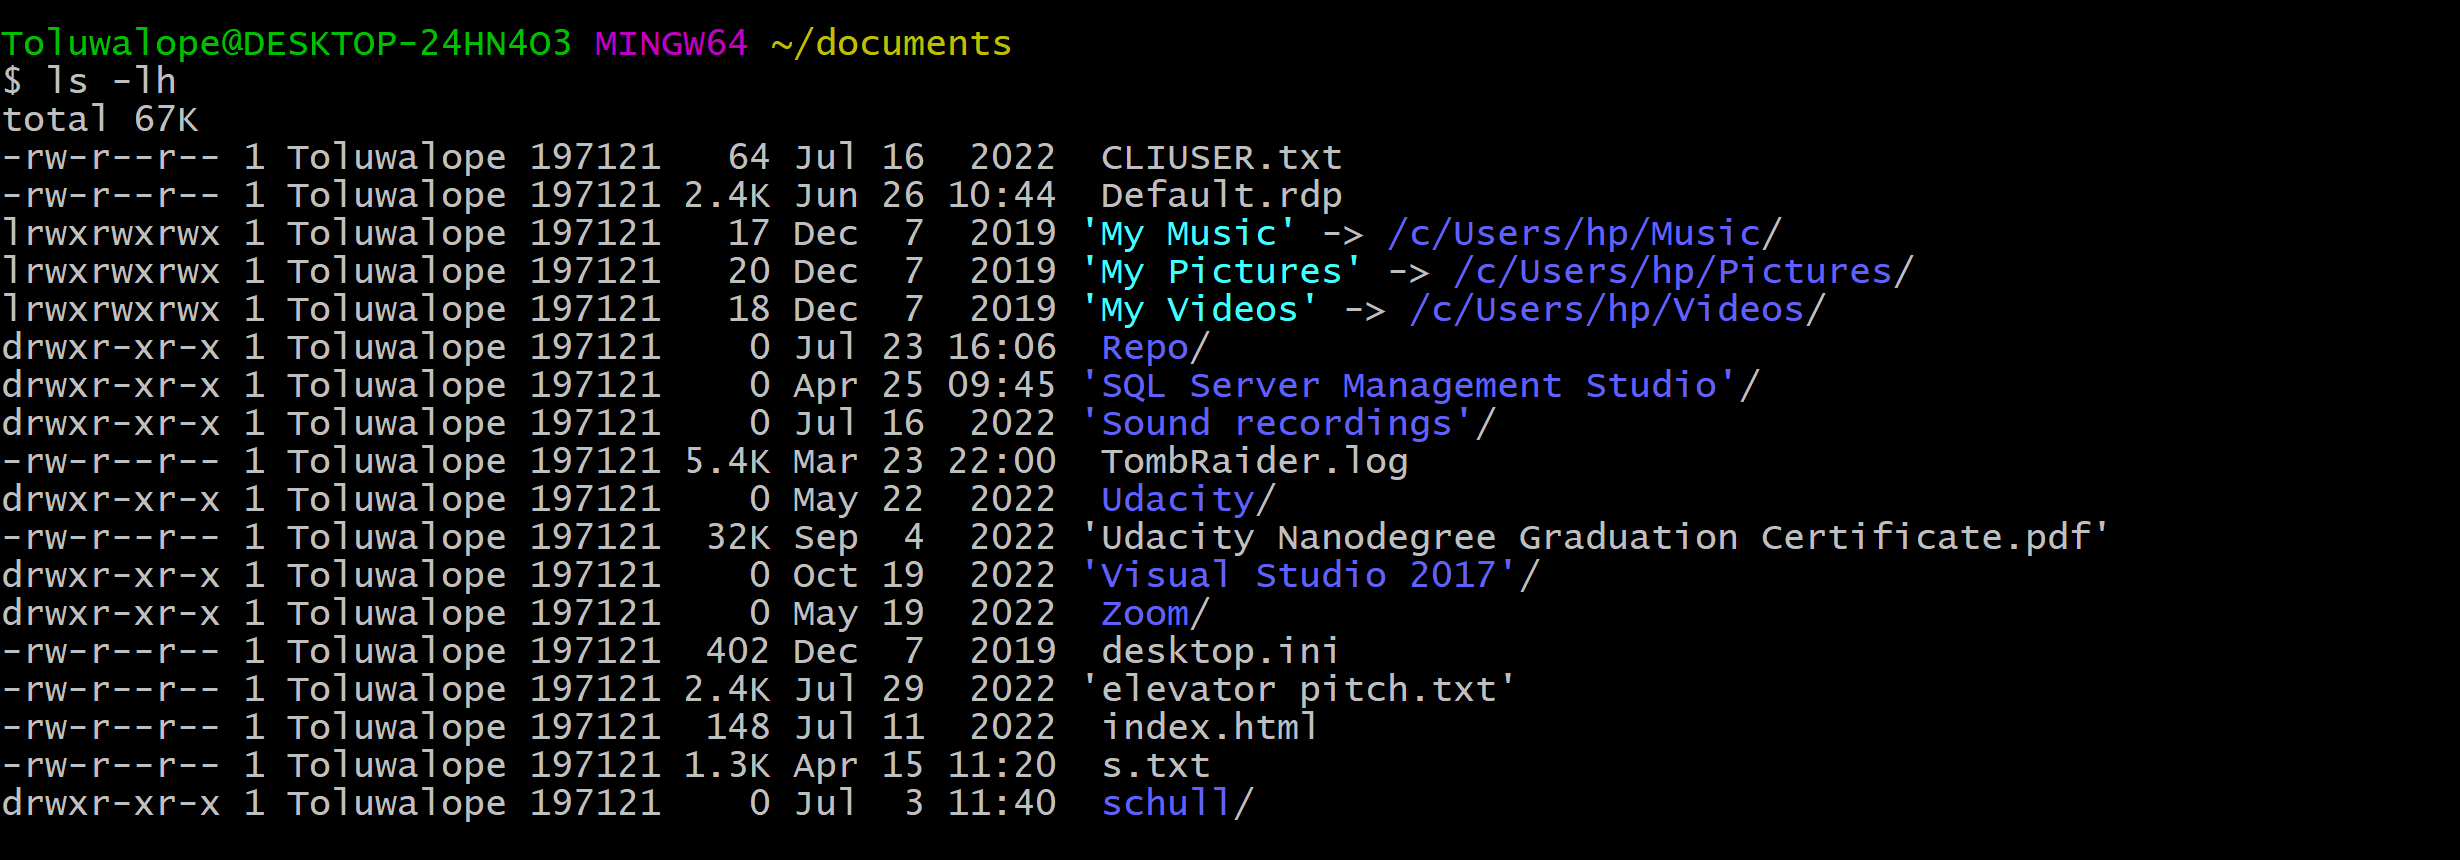 Toluwalope@DESKTOP-24HN4O3 MINGW64 ~/documents
$ ls -lh
total 67K
-rw-r--r-- 1 Toluwalope 197121   64 Jul 16  2022  CLIUSER.txt
-rw-r--r-- 1 Toluwalope 197121 2.4K Jun 26 10:44  Default.rdp
lrwxrwxrwx 1 Toluwalope 197121   17 Dec  7  2019 'My Music' -> /c/Users/hp/Music/
lrwxrwxrwx 1 Toluwalope 197121   20 Dec  7  2019 'My Pictures' -> /c/Users/hp/Pictures/
lrwxrwxrwx 1 Toluwalope 197121   18 Dec  7  2019 'My Videos' -> /c/Users/hp/Videos/
drwxr-xr-x 1 Toluwalope 197121    0 Jul 23 16:06  Repo/
drwxr-xr-x 1 Toluwalope 197121    0 Apr 25 09:45 'SQL Server Management Studio'/
drwxr-xr-x 1 Toluwalope 197121    0 Jul 16  2022 'Sound recordings'/
-rw-r--r-- 1 Toluwalope 197121 5.4K Mar 23 22:00  TombRaider.log
drwxr-xr-x 1 Toluwalope 197121    0 May 22  2022  Udacity/
-rw-r--r-- 1 Toluwalope 197121  32K Sep  4  2022 'Udacity Nanodegree Graduation Certificate.pdf'
drwxr-xr-x 1 Toluwalope 197121    0 Oct 19  2022 'Visual Studio 2017'/
drwxr-xr-x 1 Toluwalope 197121    0 May 19  2022  Zoom/
-rw-r--r-- 1 Toluwalope 197121  402 Dec  7  2019  desktop.ini
-rw-r--r-- 1 Toluwalope 197121 2.4K Jul 29  2022 'elevator pitch.txt'
-rw-r--r-- 1 Toluwalope 197121  148 Jul 11  2022  index.html
-rw-r--r-- 1 Toluwalope 197121 1.3K Apr 15 11:20  s.txt
drwxr-xr-x 1 Toluwalope 197121    0 Jul  3 11:40  schull/